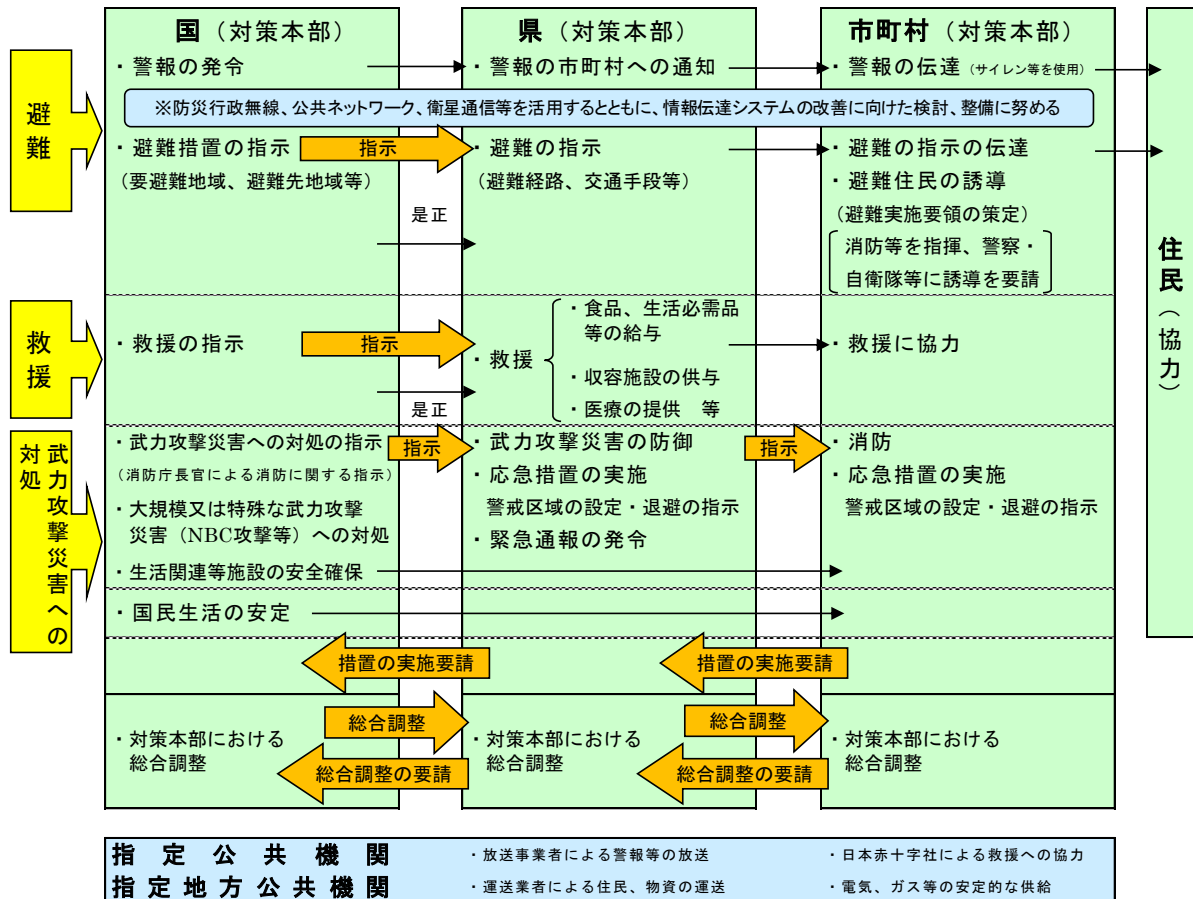 国（対策本部）
県（対策本部）
市町村（対策本部）
避難
・警報の発令
・警報の市町村への通知
・警報の伝達（サイレン等を使用）
※防災行政無線、公共ネットワーク、衛星通信等を活用するとともに、情報伝達システムの改善に向けた検討、整備に努める
・避難措置の指示
指示
・避難の指示
・避難の指示の伝達
（要避難地域、避難先地域等）
（避難経路、交通手段等）
・避難住民の誘導
是正
（避難実施要領の策定）
消防等を指揮、警察・
自衛隊等に誘導を要請
住民（協力）
救援
・救援の指示
指示
・救援
・食品、生活必需品
等の給与
・収容施設の供与
・医療の提供　等
・救援に協力
是正
武力攻撃災害への
対処
・武力攻撃災害への対処の指示
（消防庁長官による消防に関する指示）
・大規模又は特殊な武力攻撃
災害（NBC攻撃等）への対処
・生活関連等施設の安全確保
指示
・武力攻撃災害の防御
・応急措置の実施
警戒区域の設定・退避の指示
・緊急通報の発令
指示
・消防
・応急措置の実施
警戒区域の設定・退避の指示
・国民生活の安定
措置の実施要請
措置の実施要請
総合調整
総合調整
・対策本部における
総合調整
・対策本部における
総合調整
・対策本部における
総合調整
総合調整の要請
総合調整の要請
指定公共機関
・放送事業者による警報等の放送
・日本赤十字社による救援への協力
指定地方公共機関
・運送業者による住民、物資の運送
・電気、ガス等の安定的な供給